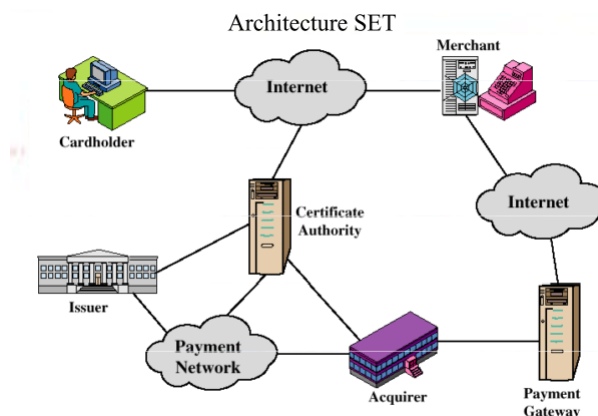 Architecture SET
Merchant
Internet
Cardholder
Internet
Certificate
Authority
Issuer
Payment
Network
Acquirer
Payment
Gateway